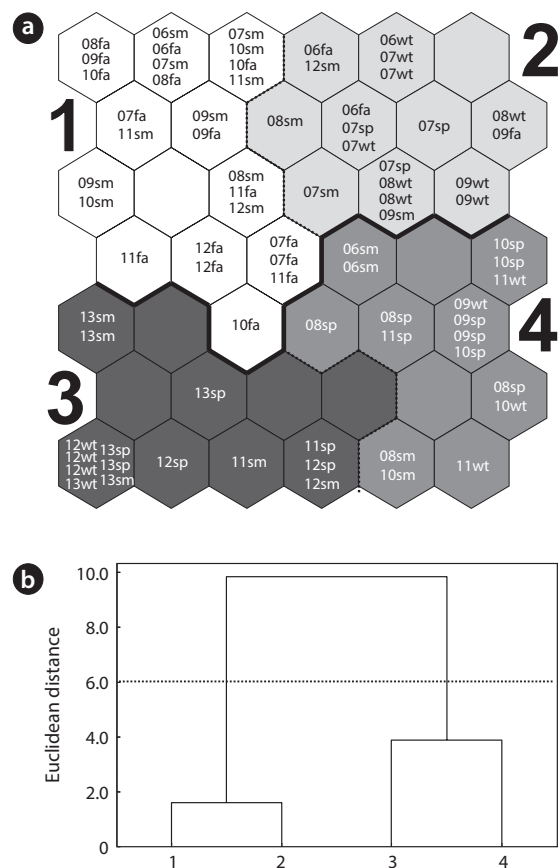 a
08fa
09fa
10fa
06sm
06fa
07sm
08fa
07sm
10sm
10fa
11sm
06fa
12sm
06wt
07wt
07wt
2
1
07fa
11sm
09sm
09fa
08sm
06fa
07sp
07wt
07sp
08wt
09fa
09sm
10sm
08sm
11fa
12sm
07sm
07sp
08wt
08wt
09sm
09wt
09wt
11fa
12fa
12fa
07fa
07fa
11fa
06sm
06sm
10sp
10sp
11wt
13sm
13sm
10fa
08sp
08sp
11sp
09wt
09sp
09sp
10sp
4
3
13sp
08sp
10wt
12wt
12wt
12wt
13wt
13sp
13sp
13sm
12sp
11sm
11sp
12sp
12sm
08sm
10sm
11wt
b
Euclidean distance
10.0
8.0
6.0
4.0
2.0
0
1 2 3 4